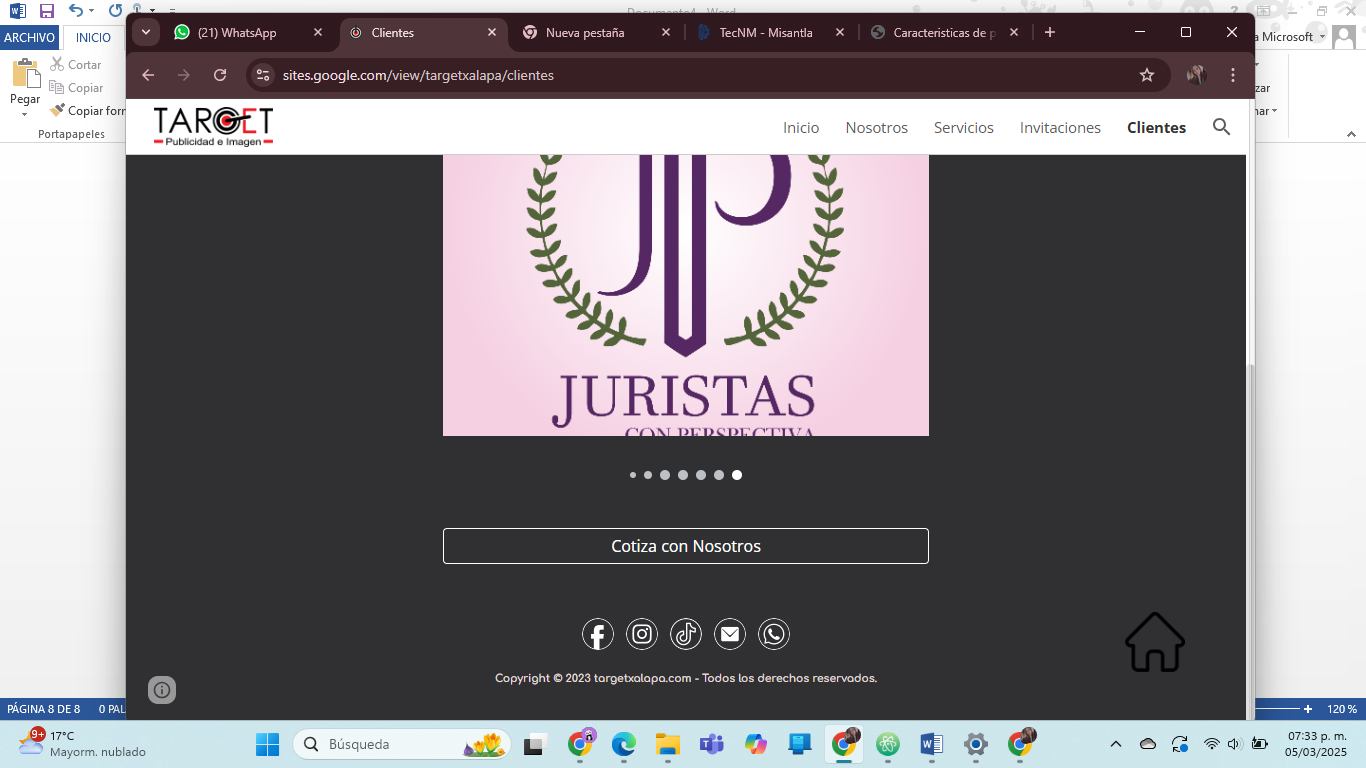 Documento4 - Word
ARCHIVO
INICIO
Microsoft
Pegar
Cortar
Copiar
Copiar for
Portapapeles
(21) WhatsApp
Clientes
Nueva pestaña
TecNM - Misantla
Caracteristicas de p
sites.google.com/view/targetxalapa/clientes
TARGET
Publicidad e Imagen
Inicio
Nosotros
Servicios
Invitaciones
Clientes
JP
JURISTAS
CON PERSPECTIVA
Cotiza con Nosotros
Copyright © 2023 targetxalapa.com - Todos los derechos reservados.
PÁGINA 8 DE 8
0 PAL
120 %
9+
17°C
Mayorm. nublado
Búsqueda
07:33 p. m.
05/03/2025